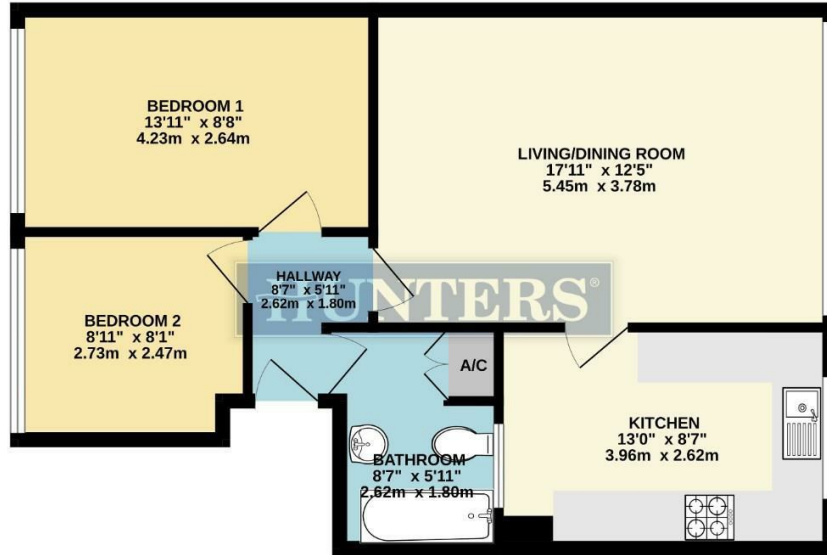 BEDROOM 1
13'11" x 8'8"
4.23m x 2.64m
LIVING/DINING ROOM
17'11" x 12'5"
5.45m x 3.78m
HALLWAY
8'7" x 5'11"
2.62m x 1.80m
HUNTERS®
BEDROOM 2
8'11" x 8'1"
2.73m x 2.47m
A/C
KITCHEN
13'0" x 8'7"
3.96m x 2.62m
BATHROOM
8'7" x 5'11"
2.62m x 1.80m